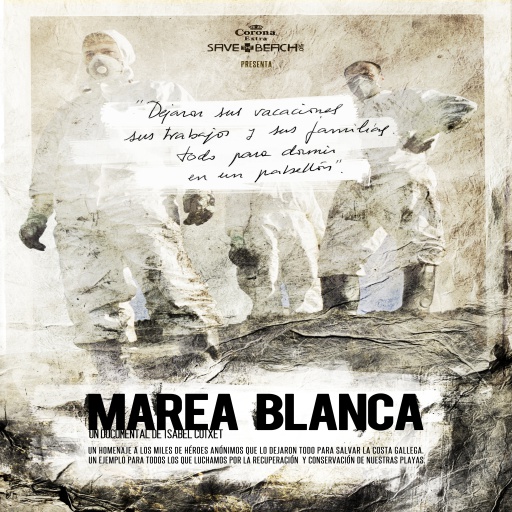 Corona
Extra
SAVE BEACH
PRESENTA
"Dejaron sus vacaciones
sus trabajos y sus familias
todo para dormir
en un pabellón".
MAREA BLANCA
UN DOCUMENTAL DE ISABEL COIXET
UN HOMENAJE A LOS MILES DE HÉROES ANÓNIMOS QUE LO DEJARON TODO PARA SALVAR LA COSTA GALLEGA.
UN EJEMPLO PARA TODOS LOS QUE LUCHAMOS POR LA RECUPERACIÓN Y CONSERVACIÓN DE NUESTRAS PLAYAS.